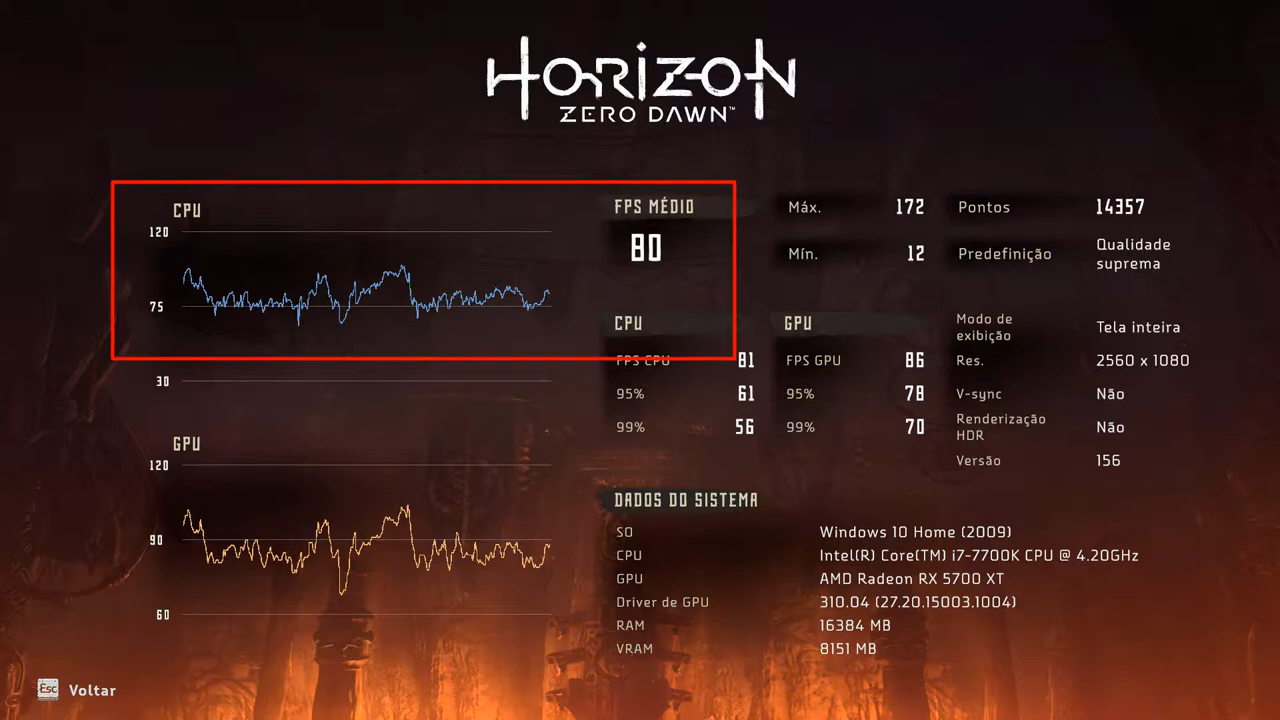 HORIZON
ZERO DAWN™
CPU
120
75
30
GPU
120
90
60
FPS MÉDIO
80
Máx. 172
Mín. 12
Pontos 14357
Predefinição Qualidade
suprema
CPU
FPS CPU 81
95% 61
99% 56
GPU
FPS GPU 86
95% 78
99% 70
Modo de
exibição Tela inteira
Res. 2560 x 1080
V-sync Não
Renderização
HDR Não
Versão 156
DADOS DO SISTEMA
SO Windows 10 Home (2009)
CPU Intel(R) Core(TM) i7-7700K CPU @ 4.20GHz
GPU AMD Radeon RX 5700 XT
Driver de GPU 310.04 (27.20.15003.1004)
RAM 16384 MB
VRAM 8151 MB
Esc Voltar